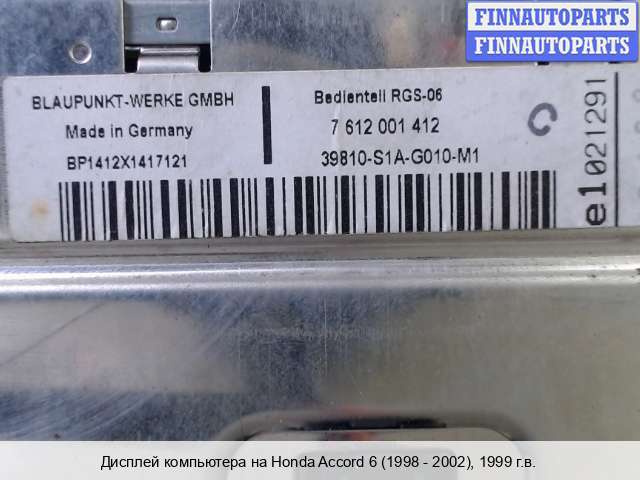 FINNAUTOPARTS
FINNAUTOPARTS
BLAUPUNKT-WERKE GMBH
Made in Germany
BP1412X1417121
Bedienteil RGS-06
7 612 001 412
39810-S1A-G010-M1
e1 021291
Дисплей компьютера на Honda Accord 6 (1998 - 2002), 1999 г.в.